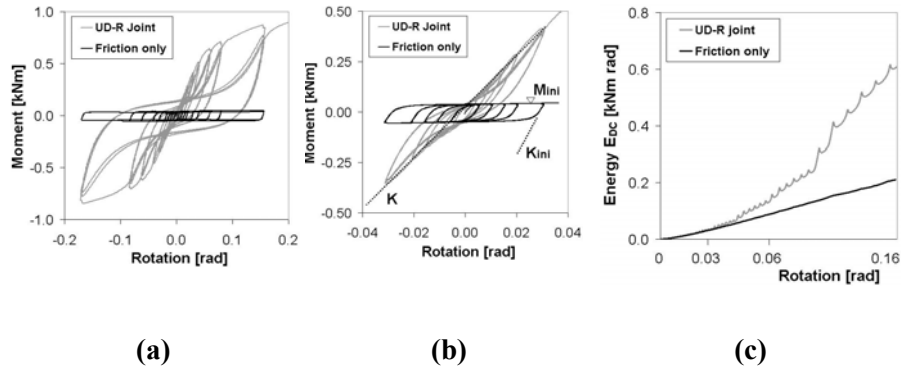 UD-R Joint
Friction only
Moment [kNm]
1.0
0.5
0.0
-0.5
-1.0
-0.2
-0.1
0.0
0.1
0.2
Rotation [rad]
(a)
UD-R joint
Friction only
Moment [kNm]
0.50
0.25
0.00
-0.25
-0.50
Mini
Kini
K
-0.04
-0.02
0.00
0.02
0.04
Rotation [rad]
(b)
UD-R joint
Friction only
Energy EDC [kNm rad]
0.8
0.6
0.4
0.2
0.0
0
0.03
0.06
0.16
Rotation [rad]
(c)